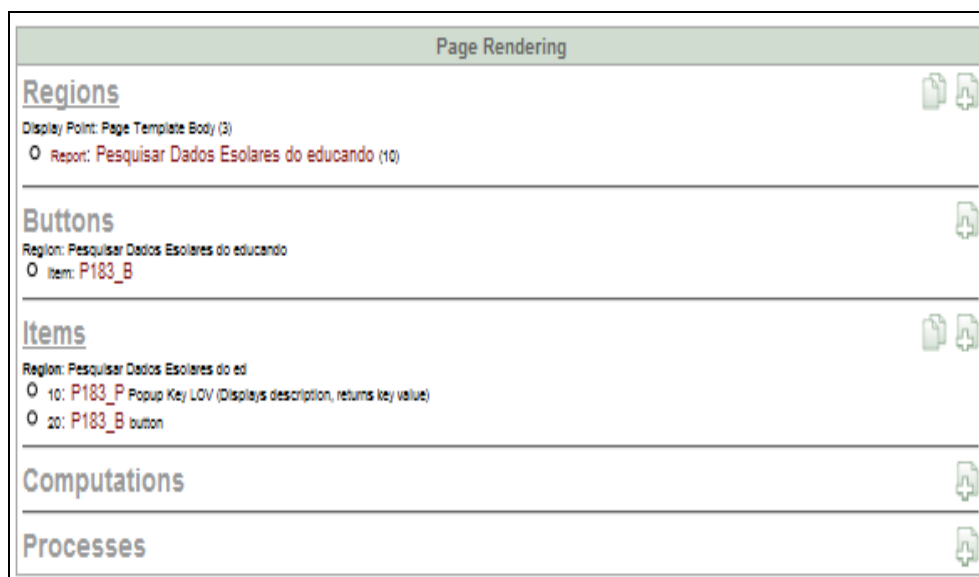 Page Rendering
Regions
Display Point: Page Template Body (3)
Report: Pesquisar Dados Esolares do educando (10)
Buttons
Region: Pesquisar Dados Esolares do educando
Item: P183_B
Items
Region: Pesquisar Dados Esolares do ed
10: P183_P Popup Key LOV (Displays description, returns key value)
20: P183_B button
Computations
Processes